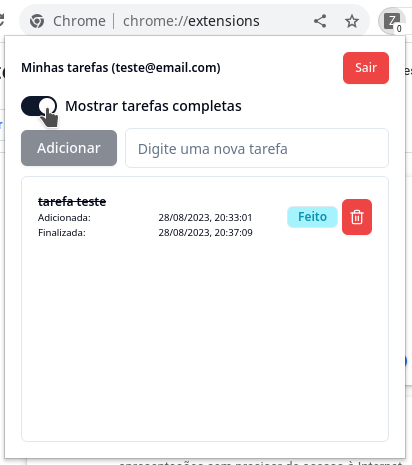 Chrome | chrome://extensions
Z
0
Minhas tarefas (teste@email.com)
Sair
Mostrar tarefas completas
Adicionar
Digite uma nova tarefa
tarefa teste
Adicionada: 28/08/2023, 20:33:01
Finalizada: 28/08/2023, 20:37:09
Feito